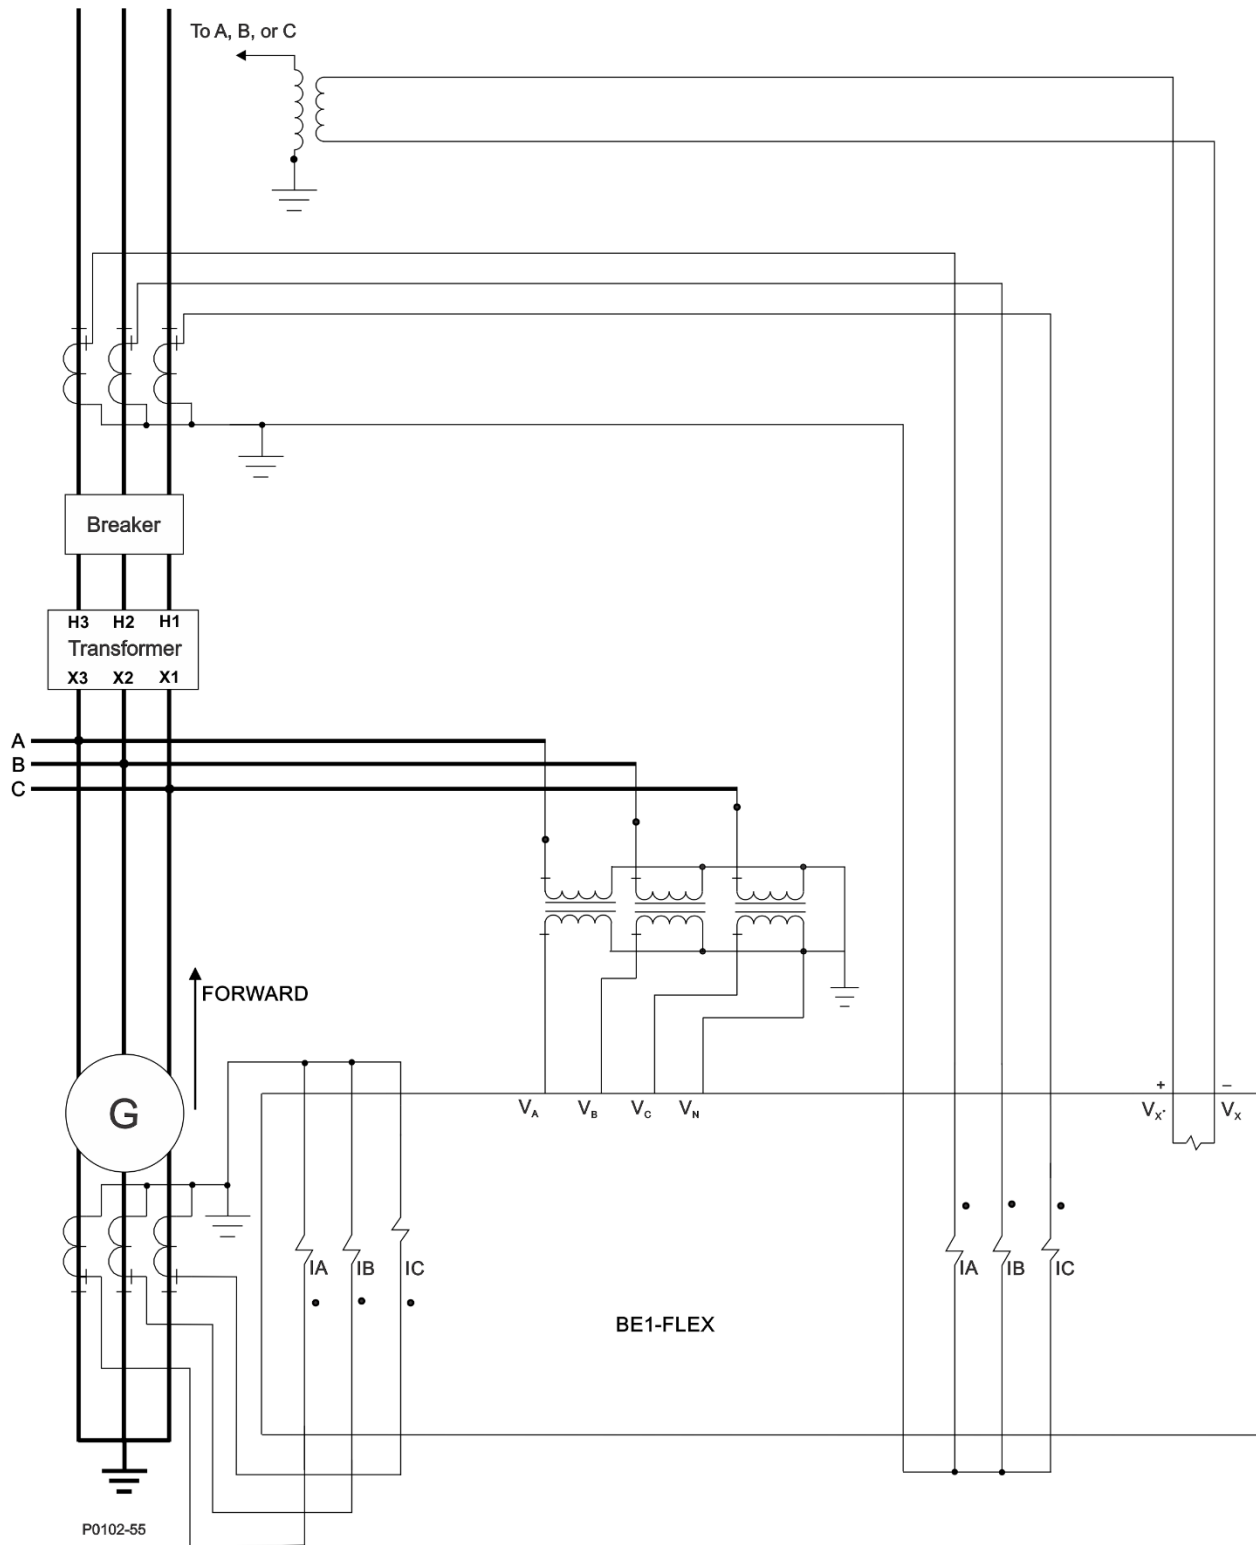 To A, B, or C
Breaker
H3 H2 H1
Transformer
X3 X2 X1
A
B
C
FORWARD
G
+ –
VA VB VC VN VX. VX
IA IB IC
IA IB IC
BE1-FLEX
P0102-55